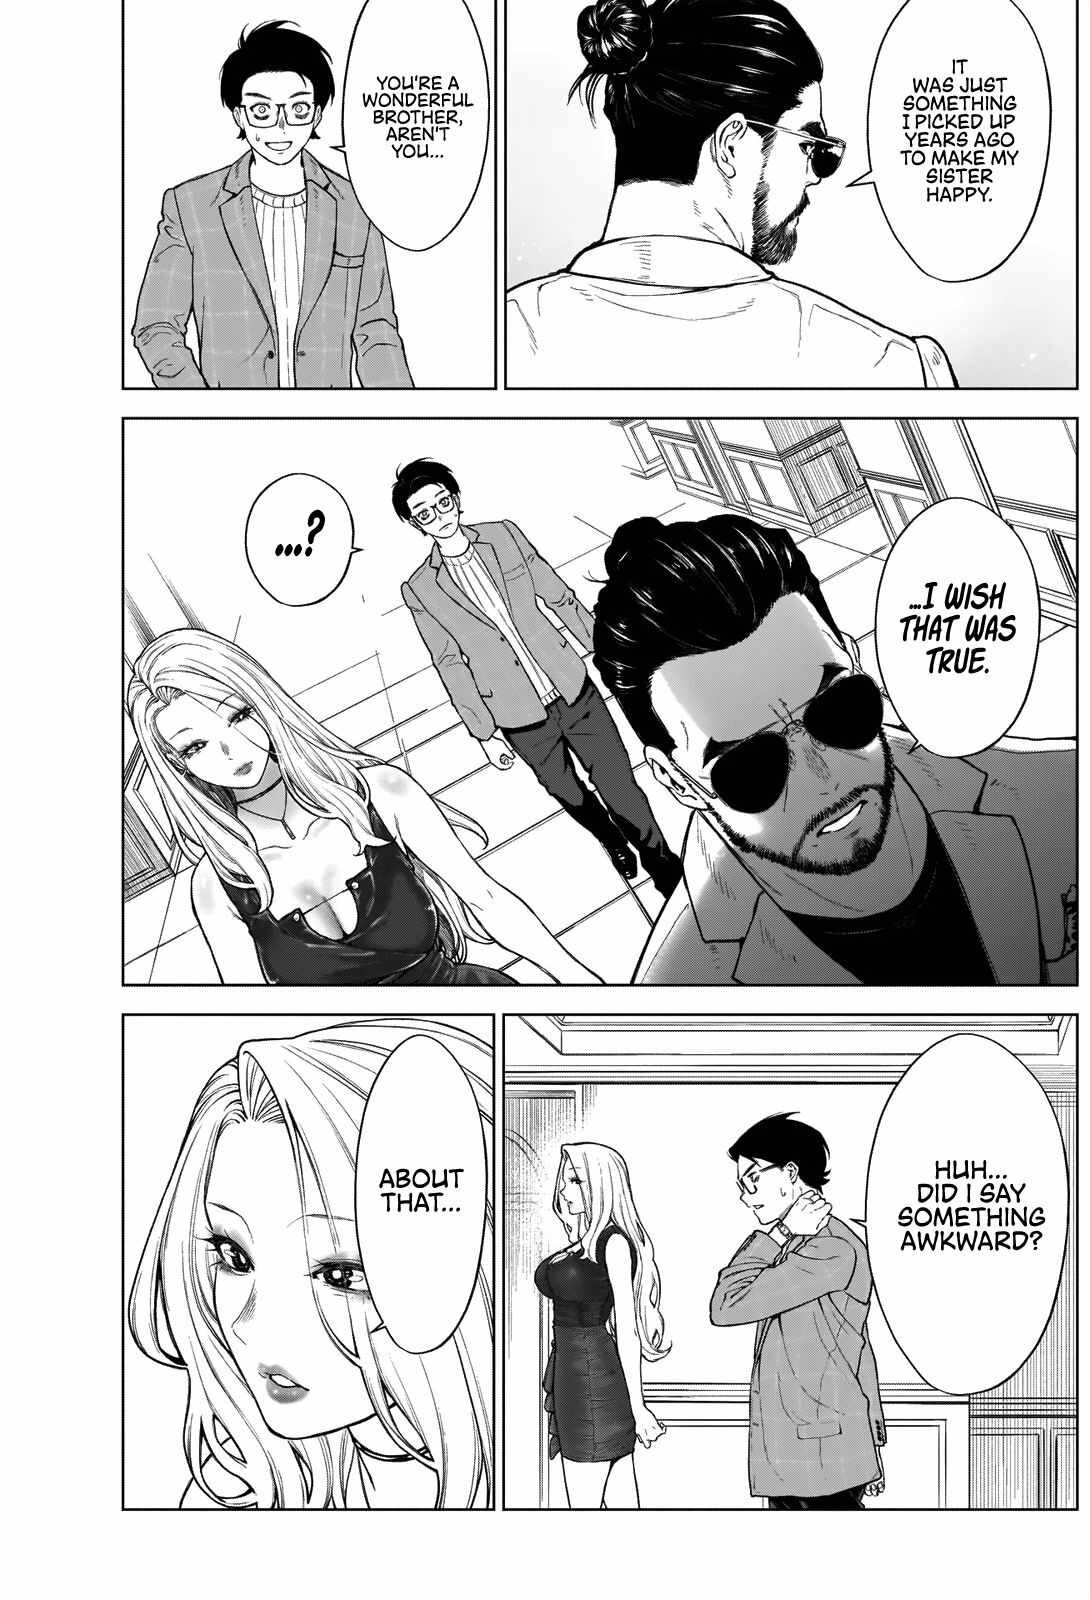 IT
WAS JUST
SOMETHING
I PICKED UP
YEARS AGO
TO MAKE MY
SISTER
HAPPY.
YOU'RE A
WONDERFUL
BROTHER,
AREN'T
YOU...
...I WISH
THAT WAS
TRUE.
...?
HUH...
DID I SAY
SOMETHING
AWKWARD?
ABOUT
THAT...